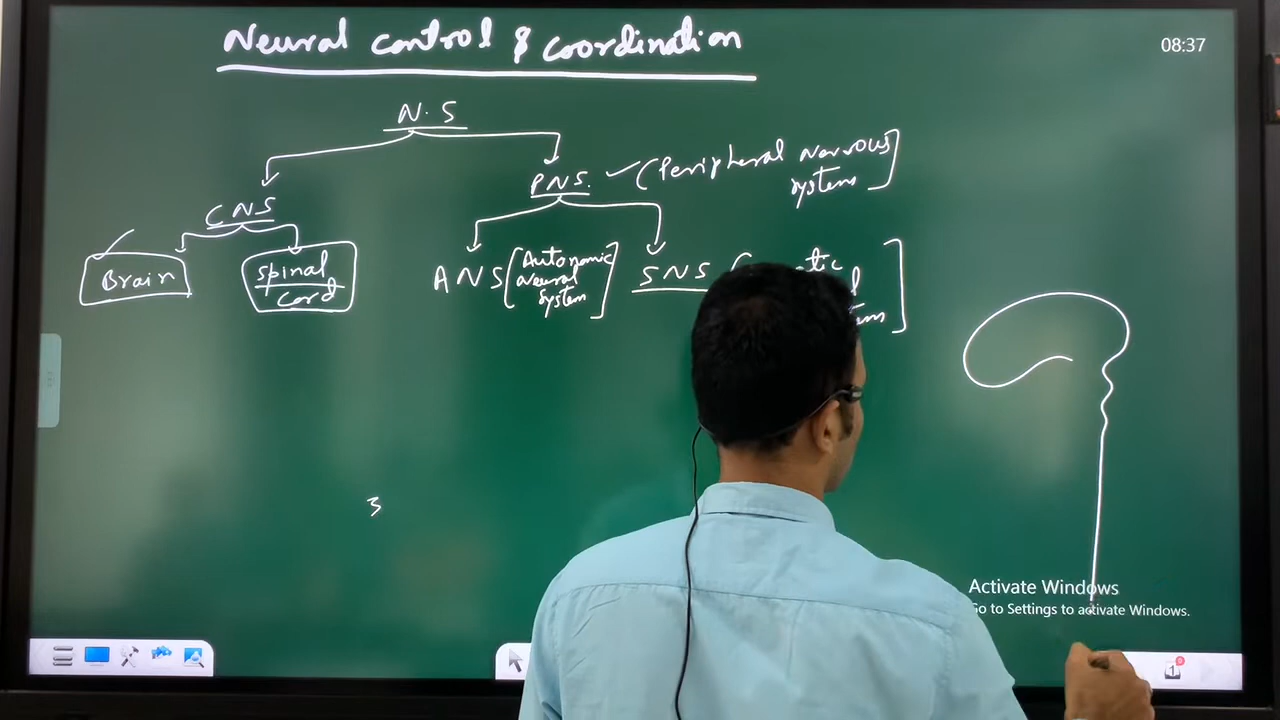 Neural control & coordination
08:37
N.S
CNS
PNS. (Peripheral Nervous
system]
Brain
spinal
cord
ANS [Autonomic
Neural
System]
SNS
Activate Windows
Go to Settings to activate Windows.
3
1